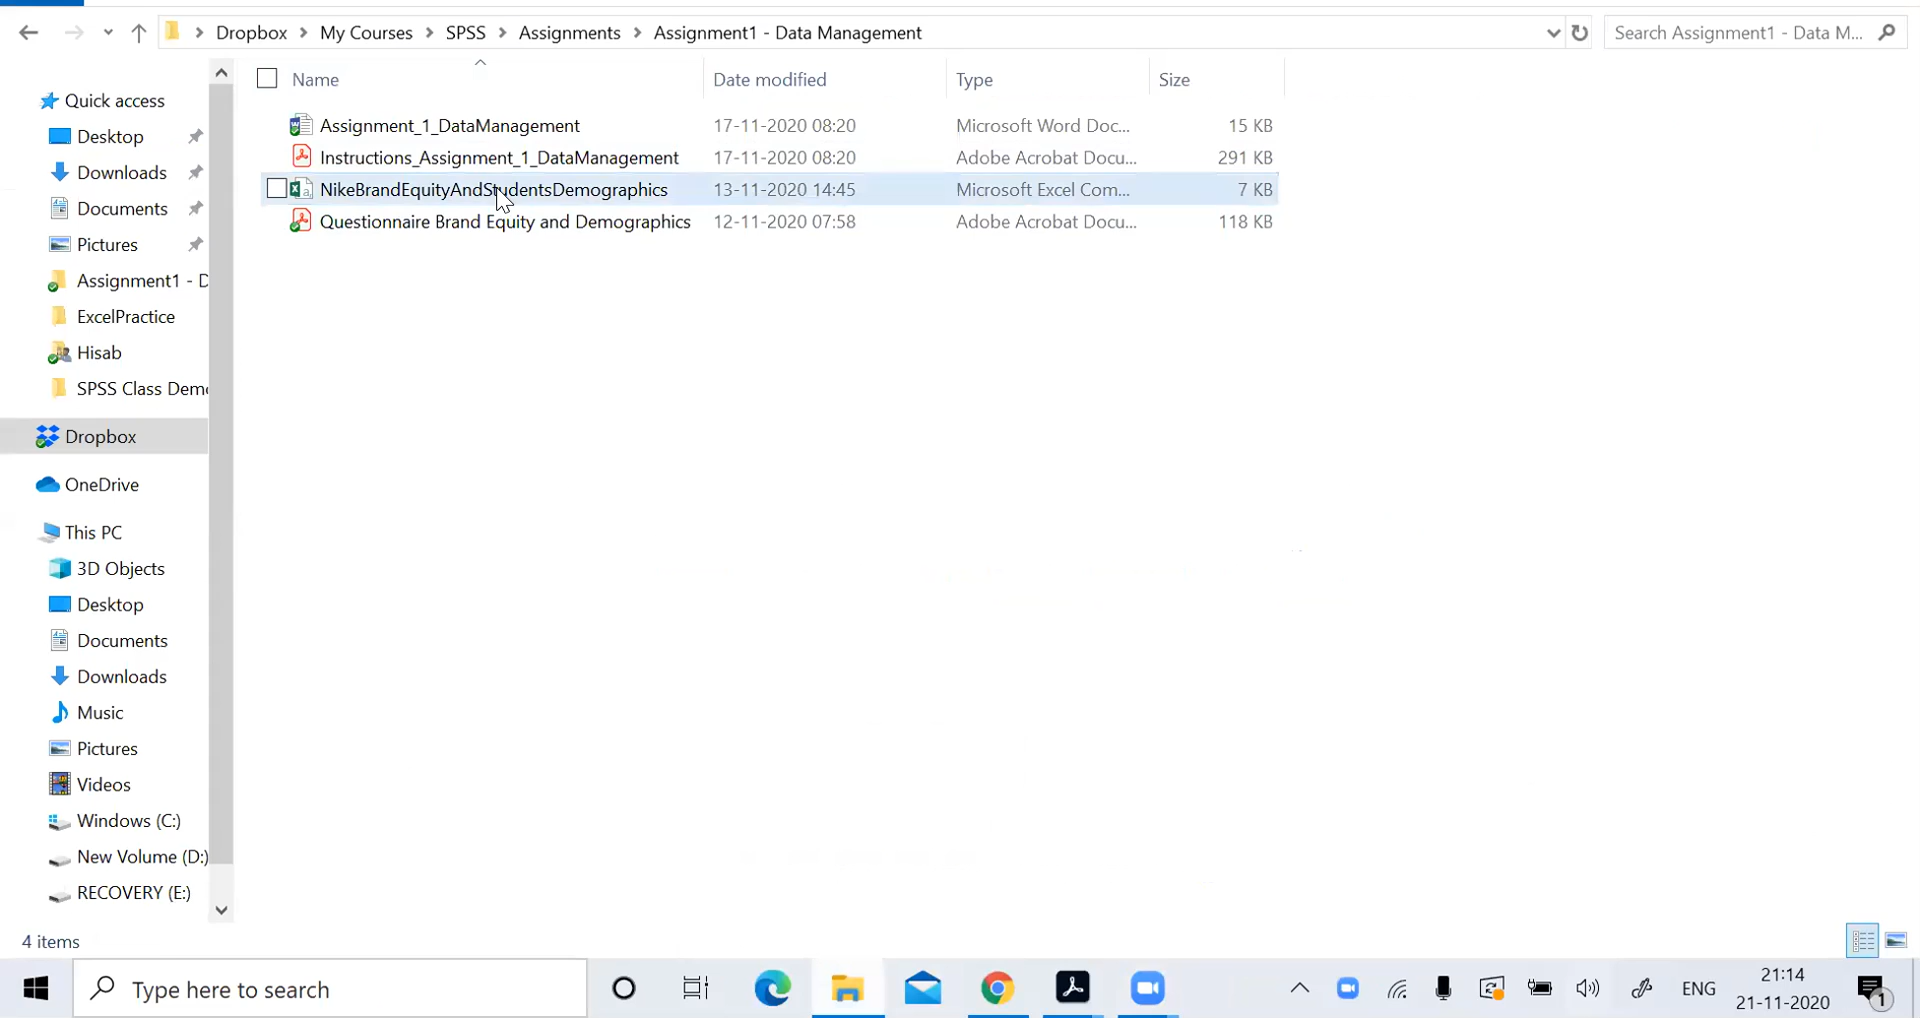 Dropbox > My Courses > SPSS > Assignments > Assignment1 - Data Management
Search Assignment1 - Data M...
Name Date modified Type Size
Assignment_1_DataManagement 17-11-2020 08:20 Microsoft Word Doc... 15 KB
Instructions_Assignment_1_DataManagement 17-11-2020 08:20 Adobe Acrobat Docu... 291 KB
NikeBrandEquityAndStudentsDemographics 13-11-2020 14:45 Microsoft Excel Com... 7 KB
Questionnaire Brand Equity and Demographics 12-11-2020 07:58 Adobe Acrobat Docu... 118 KB
Quick access
Desktop
Downloads
Documents
Pictures
Assignment1 - D
ExcelPractice
Hisab
SPSS Class Dem
Dropbox
OneDrive
This PC
3D Objects
Desktop
Documents
Downloads
Music
Pictures
Videos
Windows (C:)
New Volume (D:)
RECOVERY (E:)
4 items
Type here to search
ENG
21:14
21-11-2020
1